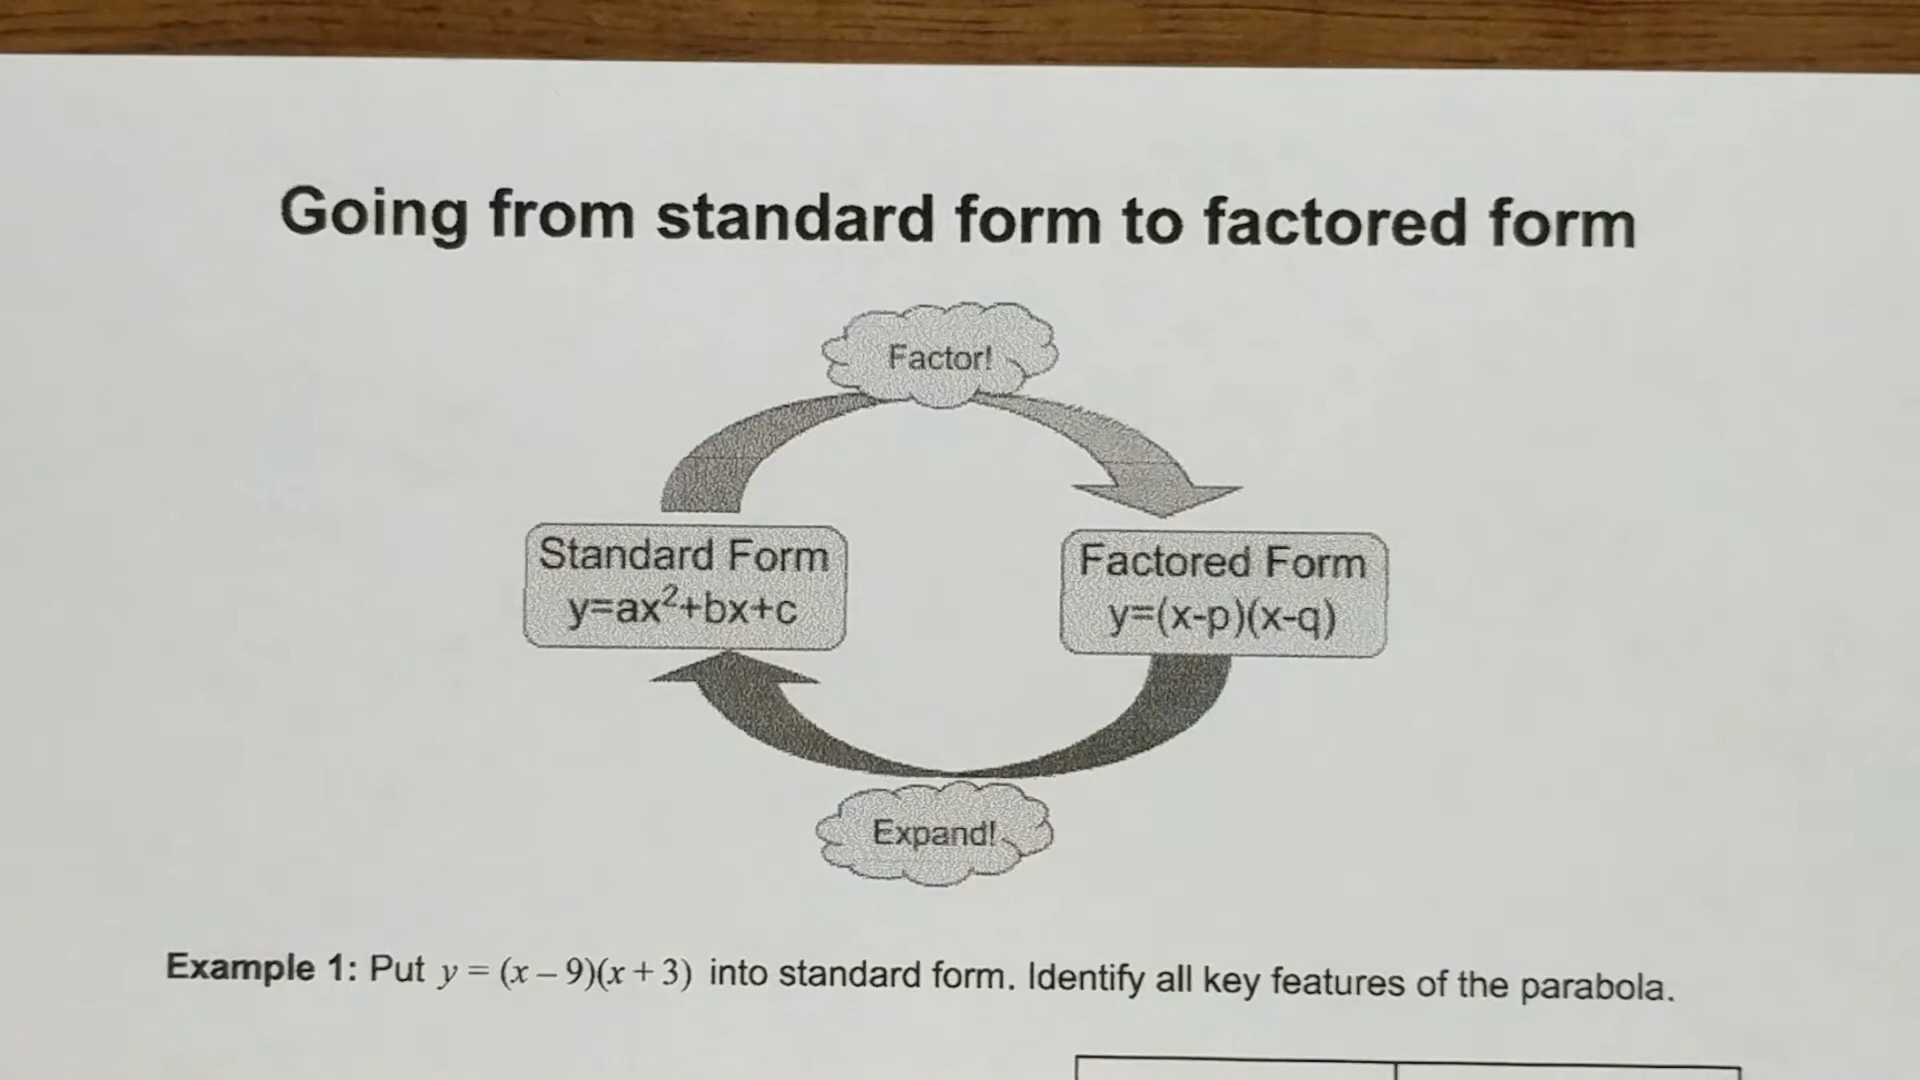 Going from standard form to factored form
Factor!
Standard Form
y=ax²+bx+c
Factored Form
y=(x-p)(x-q)
Expand!
Example 1: Put y = (x – 9)(x + 3) into standard form. Identify all key features of the parabola.